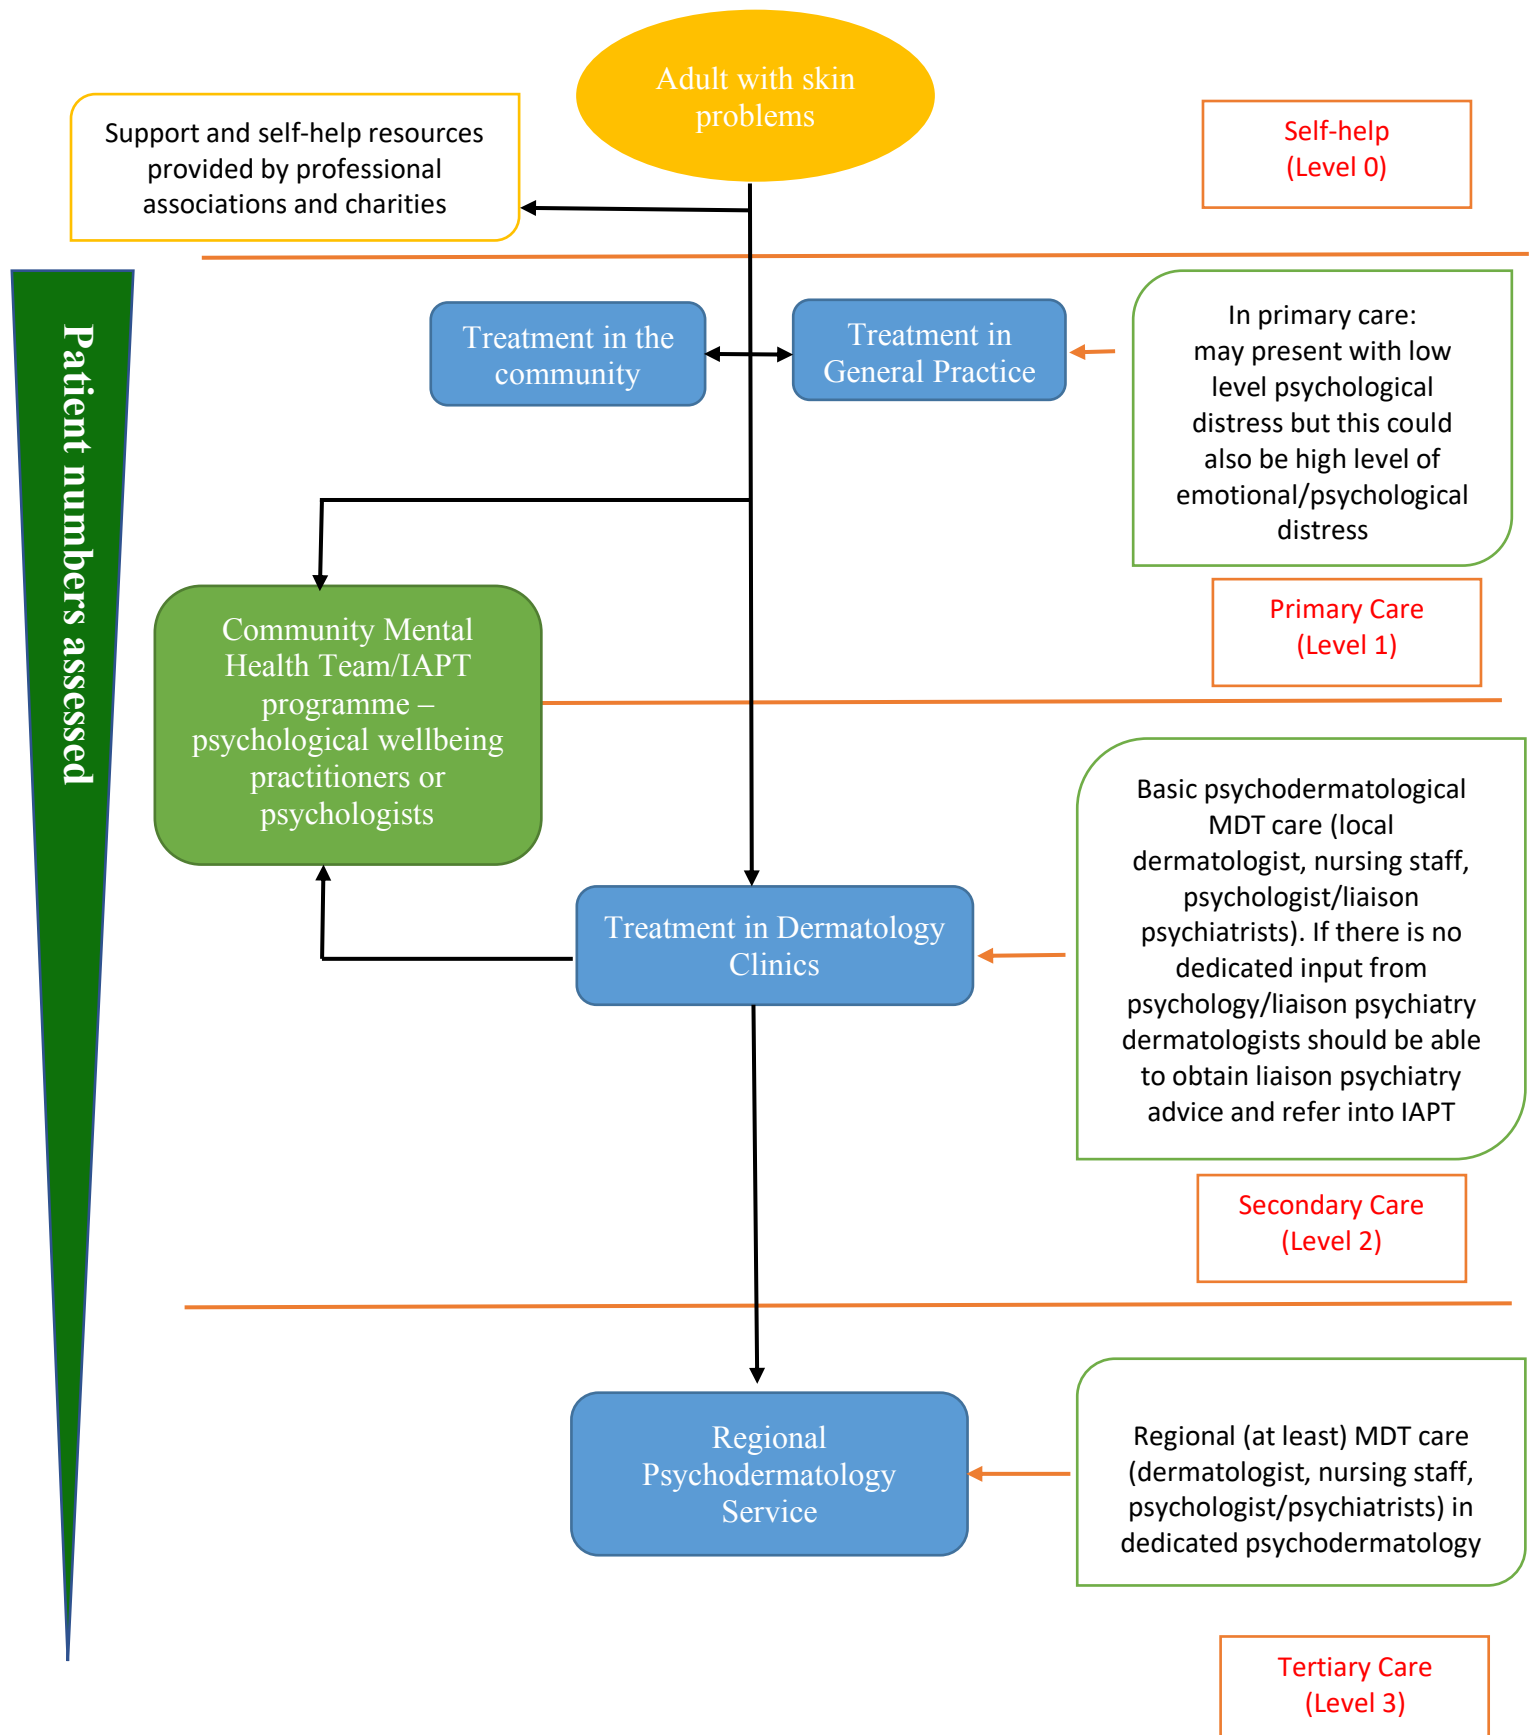 Adult with skin
problems
Support and self-help resources
provided by professional
associations and charities
Self-help
(Level 0)
Patient numbers assessed
Treatment in the
community
Treatment in
General Practice
In primary care:
may present with low
level psychological
distress but this could
also be high level of
emotional/psychological
distress
Primary Care
(Level 1)
Community Mental
Health Team/IAPT
programme –
psychological wellbeing
practitioners or
psychologists
Basic psychodermatological
MDT care (local
dermatologist, nursing staff,
psychologist/liaison
psychiatrists). If there is no
dedicated input from
psychology/liaison psychiatry
dermatologists should be able
to obtain liaison psychiatry
advice and refer into IAPT
Treatment in Dermatology
Clinics
Secondary Care
(Level 2)
Regional
Psychodermatology
Service
Regional (at least) MDT care
(dermatologist, nursing staff,
psychologist/psychiatrists) in
dedicated psychodermatology
Tertiary Care
(Level 3)